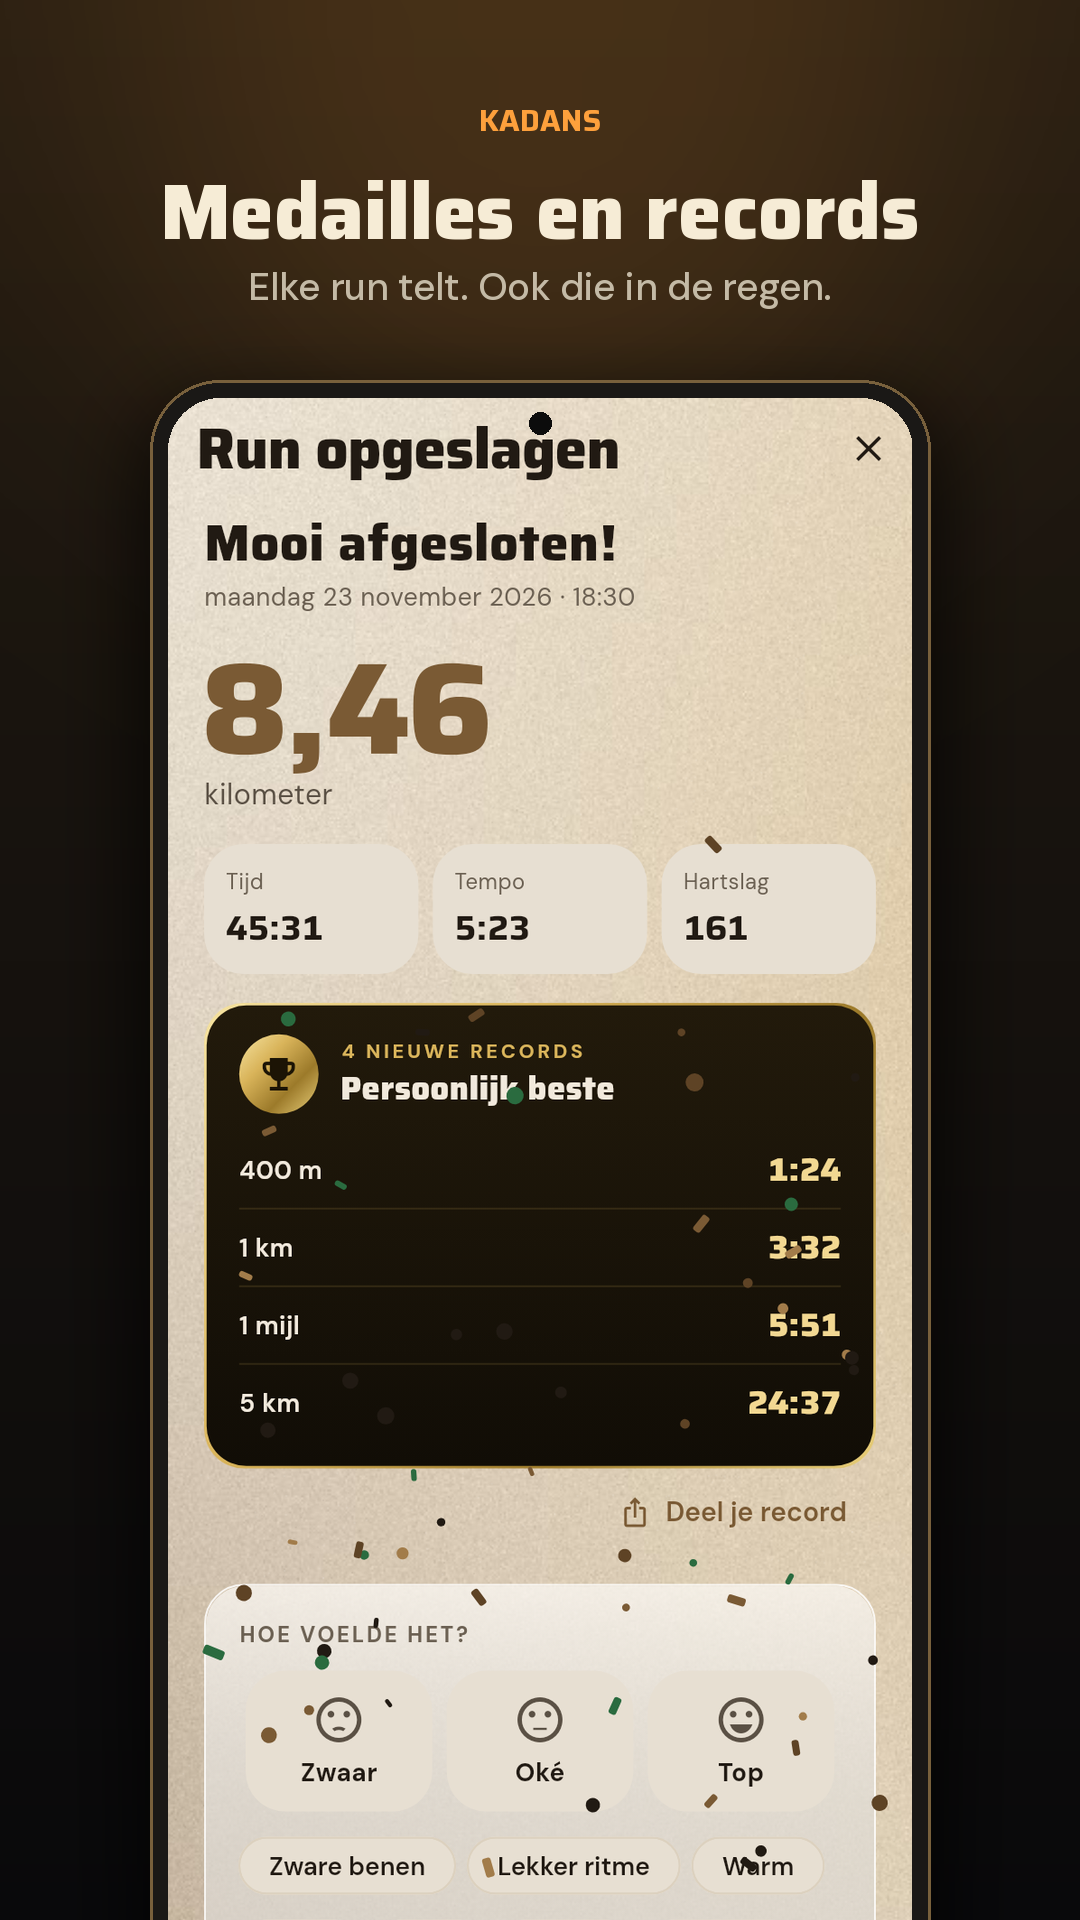 KADANS
Medailles en records
Elke run telt. Ook die in de regen.
Run opgeslagen
Mooi afgesloten!
maandag 23 november 2026 · 18:30
8,46
kilometer
Tijd
45:31
Tempo
5:23
Hartslag
161
4 NIEUWE RECORDS
Persoonlijk beste
400 m 1:24
1 km 3:32
1 mijl 5:51
5 km 24:37
Deel je record
HOE VOELDE HET?
Zwaar
Oké
Top
Zware benen
Lekker ritme
Warm